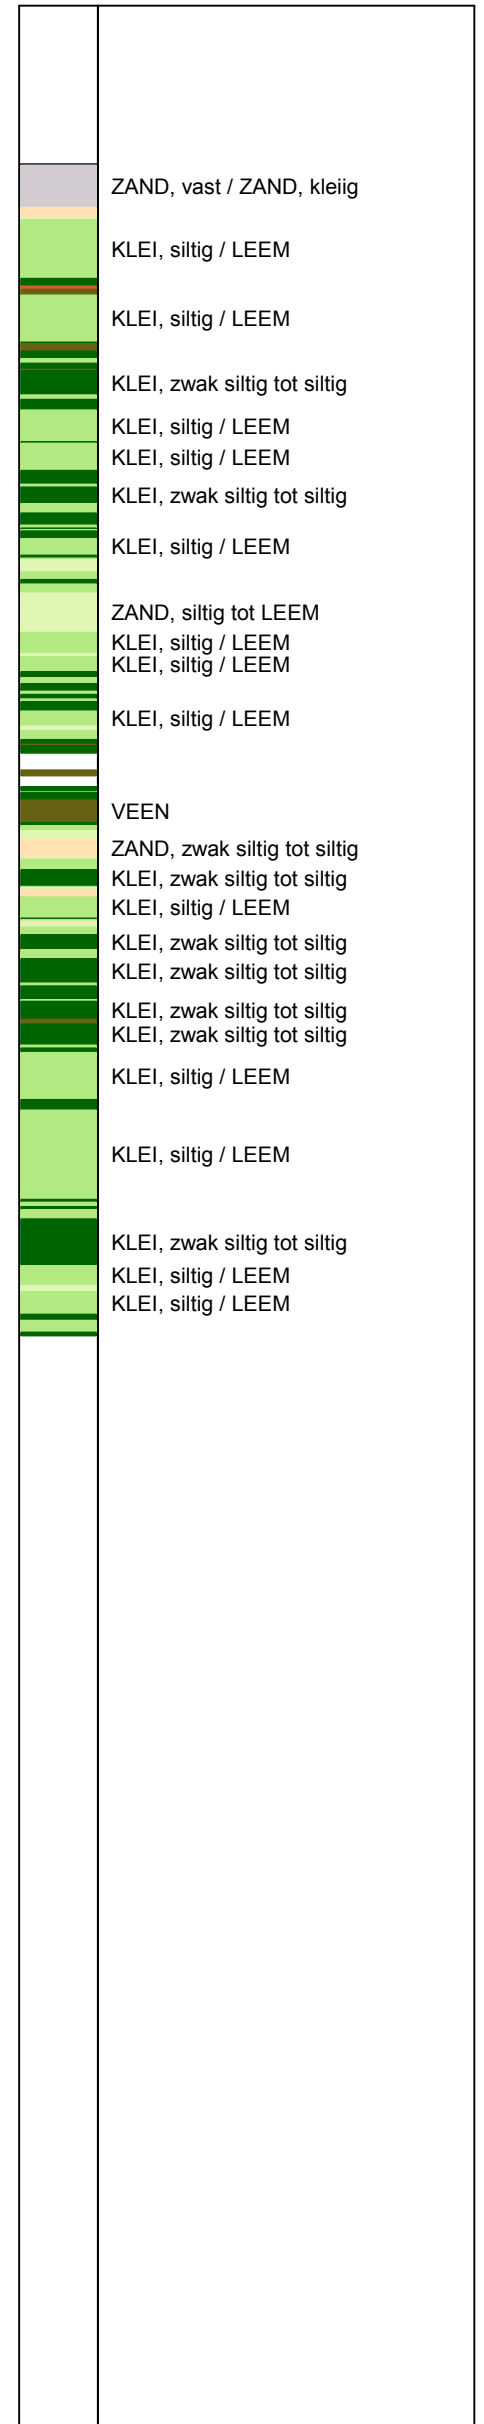 ZAND, vast / ZAND, kleiig
KLEI, siltig / LEEM
KLEI, siltig / LEEM
KLEI, zwak siltig tot siltig
KLEI, siltig / LEEM
KLEI, siltig / LEEM
KLEI, zwak siltig tot siltig
KLEI, siltig / LEEM
ZAND, siltig tot LEEM
KLEI, siltig / LEEM
KLEI, siltig / LEEM
KLEI, siltig / LEEM
VEEN
ZAND, zwak siltig tot siltig
KLEI, zwak siltig tot siltig
KLEI, siltig / LEEM
KLEI, zwak siltig tot siltig
KLEI, zwak siltig tot siltig
KLEI, zwak siltig tot siltig
KLEI, zwak siltig tot siltig
KLEI, siltig / LEEM
KLEI, siltig / LEEM
KLEI, zwak siltig tot siltig
KLEI, siltig / LEEM
KLEI, siltig / LEEM